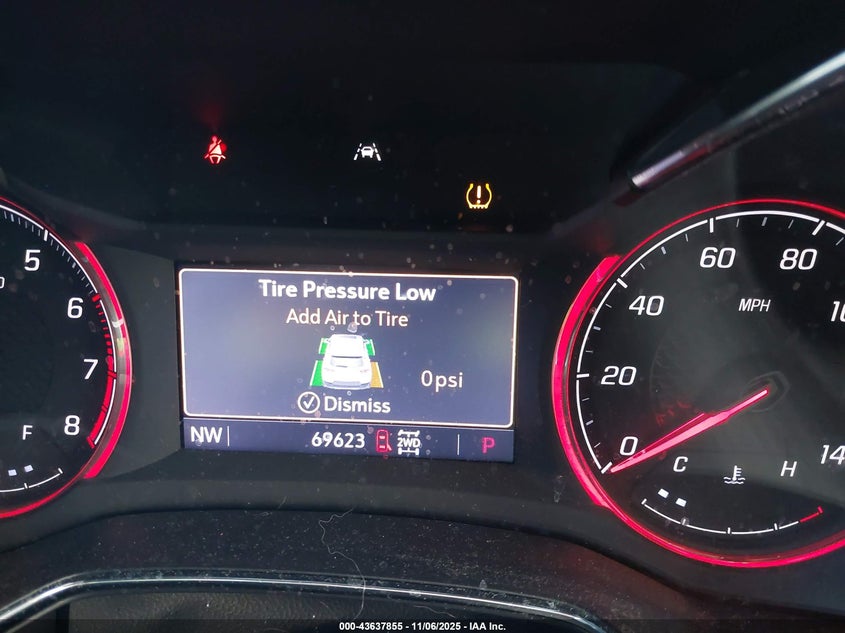 5
6
7
8
F
Tire Pressure Low
Add Air to Tire
0psi
Dismiss
NW
69623
2WD
P
0
20
40
60
80
MPH
C
H
000-43637855 - 11/06/2025 - IAA Inc.